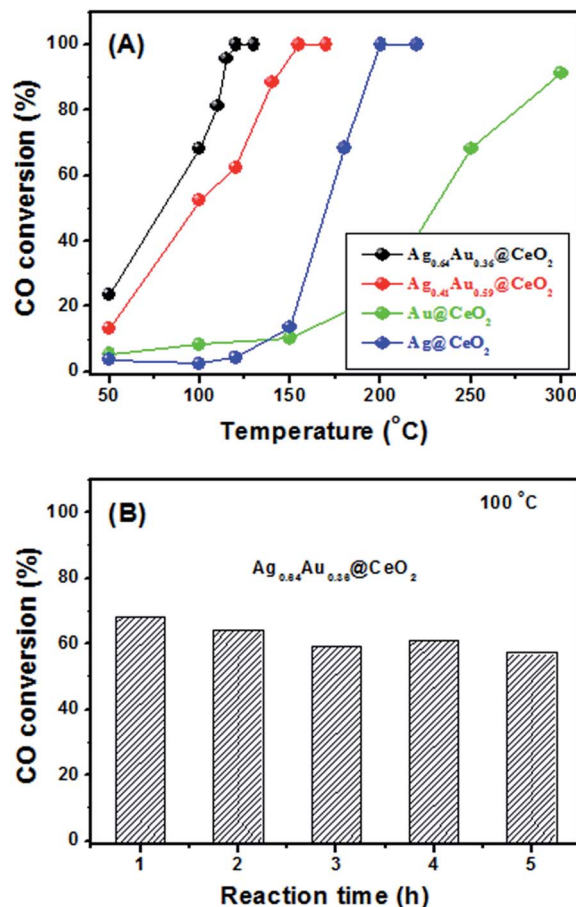 (A)
100
80
60
40
20
0
CO conversion (%)
Ag0.64Au0.36@CeO2
Ag0.41Au0.59@CeO2
Au@CeO2
Ag@CeO2
50 100 150 200 250 300
Temperature (°C)
(B)
100 °C
Ag0.64Au0.36@CeO2
100
80
60
40
20
0
CO conversion (%)
1 2 3 4 5
Reaction time (h)